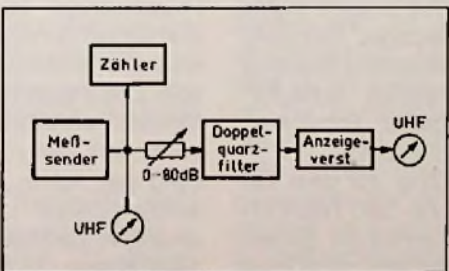 Zähler
Meß-
sender
0-80dB
Doppel-
quarz-
filter
Anzeige-
verst
UHF
UHF